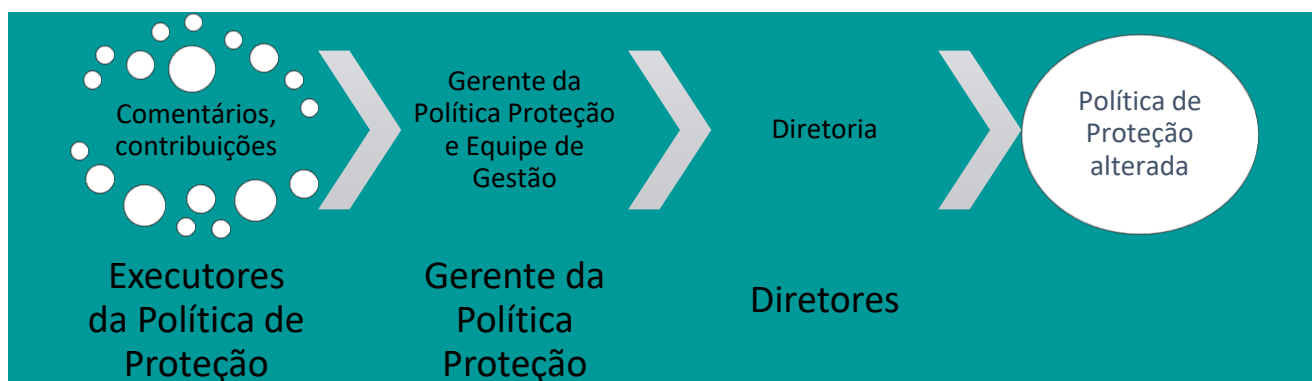 Comentários,
contribuições
Gerente da
Política Proteção
e Equipe de
Gestão
Diretoria
Política de
Proteção
alterada
Executores
da Política de
Proteção
Gerente da
Política
Proteção
Diretores